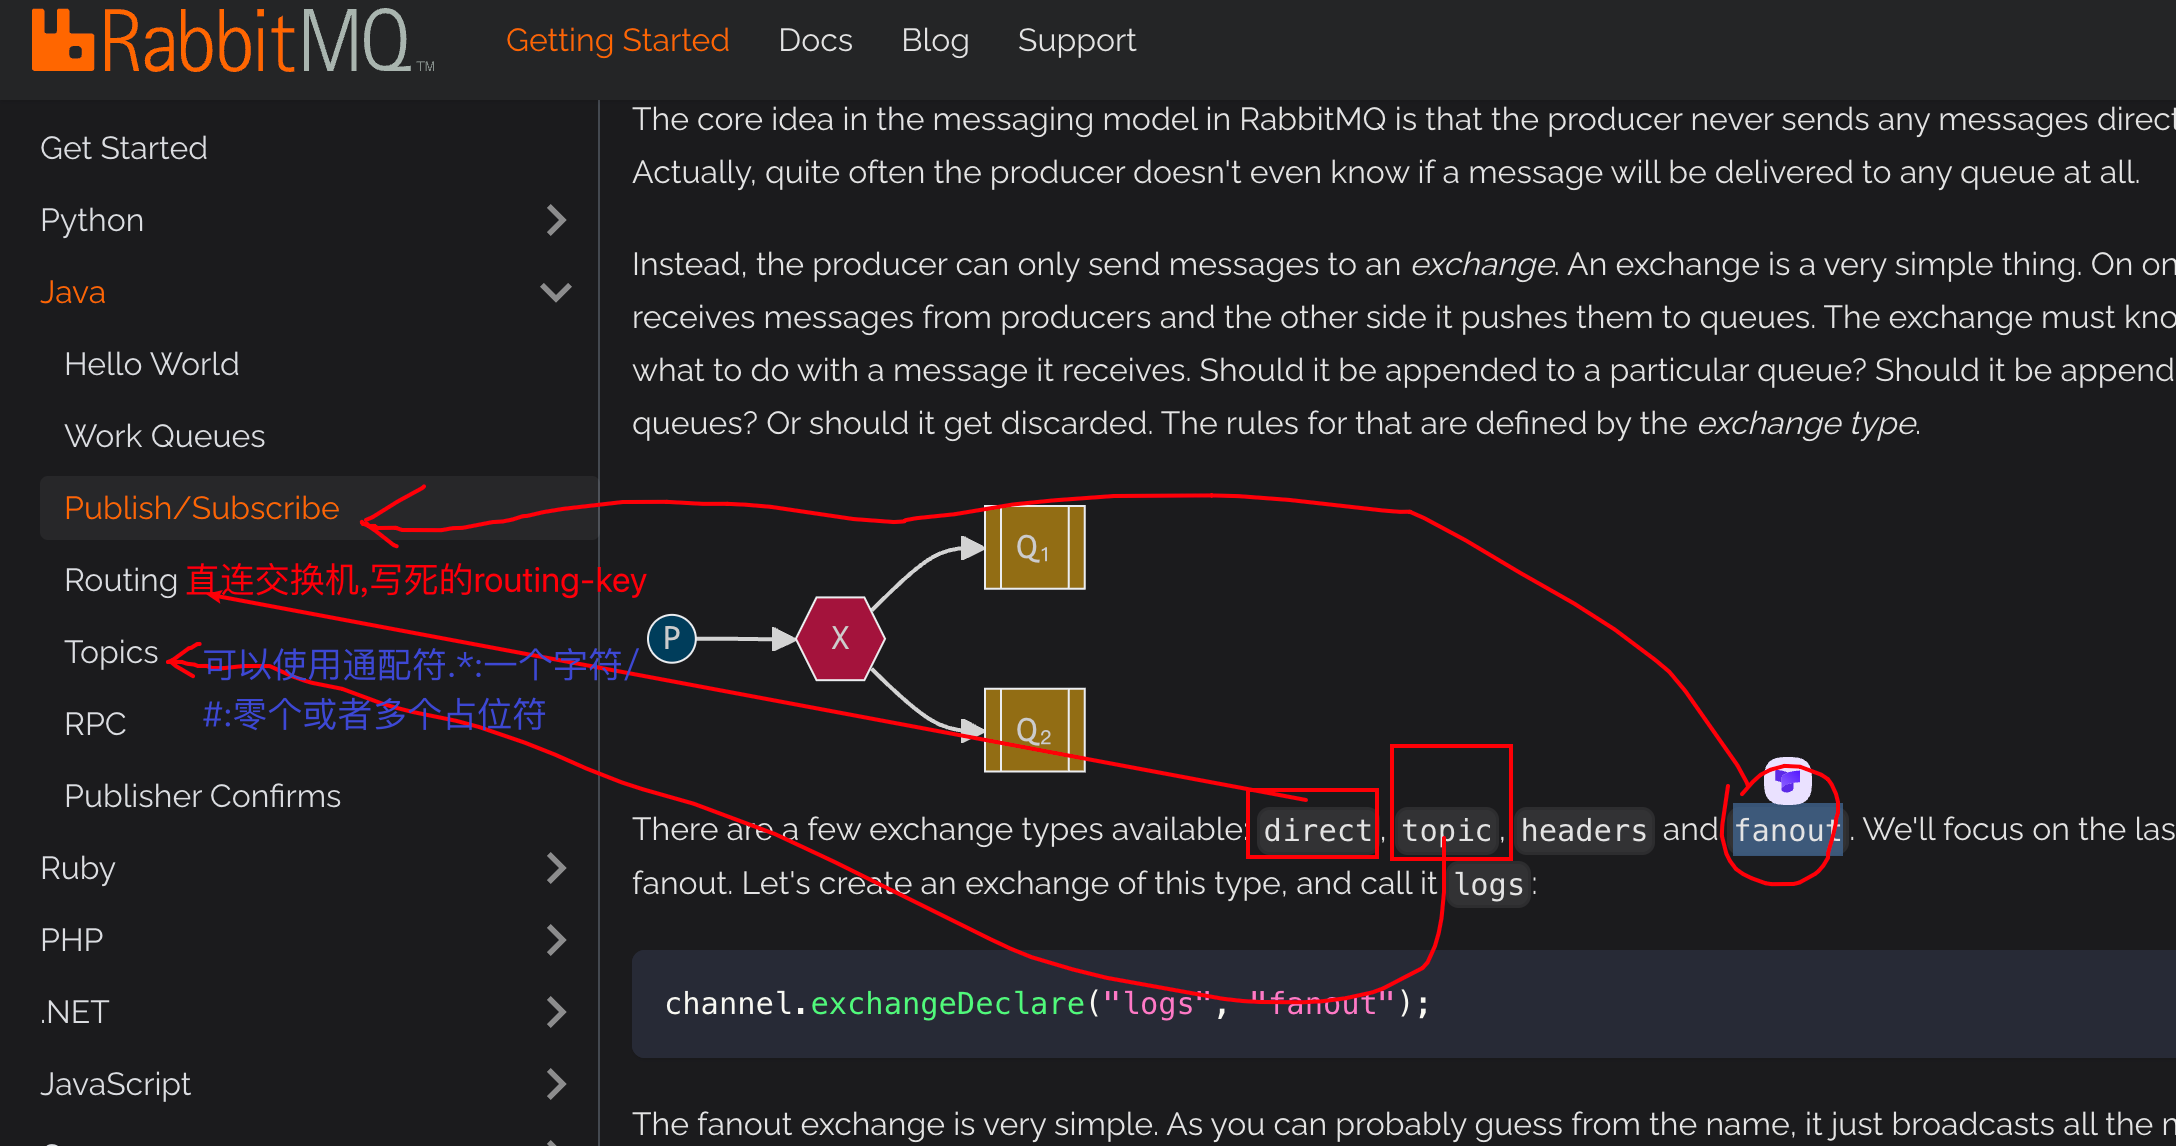 RabbitMQ™
Getting Started Docs Blog Support
Get Started
Python
Java
Hello World
Work Queues
Publish/Subscribe
Routing 直连交换机,写死的routing-key
Topics 可以使用通配符.*:一个字符/
#:零个或者多个占位符
RPC
Publisher Confirms
Ruby
PHP
.NET
JavaScript
The core idea in the messaging model in RabbitMQ is that the producer never sends any messages direct
Actually, quite often the producer doesn't even know if a message will be delivered to any queue at all.
Instead, the producer can only send messages to an exchange. An exchange is a very simple thing. On on
receives messages from producers and the other side it pushes them to queues. The exchange must kno
what to do with a message it receives. Should it be appended to a particular queue? Should it be append
queues? Or should it get discarded. The rules for that are defined by the exchange type.
P
X
Q1
Q2
There are a few exchange types available: direct, topic, headers and fanout. We'll focus on the las
fanout. Let's create an exchange of this type, and call it logs:
channel.exchangeDeclare("logs", "fanout");
The fanout exchange is very simple. As you can probably guess from the name, it just broadcasts all the